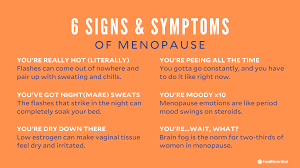 6 SIGNS & SYMPTOMS
OF MENOPAUSE
YOU'RE REALLY HOT (LITERALLY)
Flashes can come out of nowhere and
pair up with sweating and chills.
YOU'VE GOT NIGHT(MARE) SWEATS
The flashes that strike in the night can
completely soak your bed.
YOU'RE DRY DOWN THERE
Low estrogen can make vaginal tissue
feel dry and irritated.
YOU'RE PEEING ALL THE TIME
You gotta go constantly, and you have
to do it like right now.
YOU'RE MOODY x10
Menopause emotions are like period
mood swings on steroids.
YOU'RE...WAIT, WHAT?
Brain fog is the norm for two-thirds of
women in menopause.